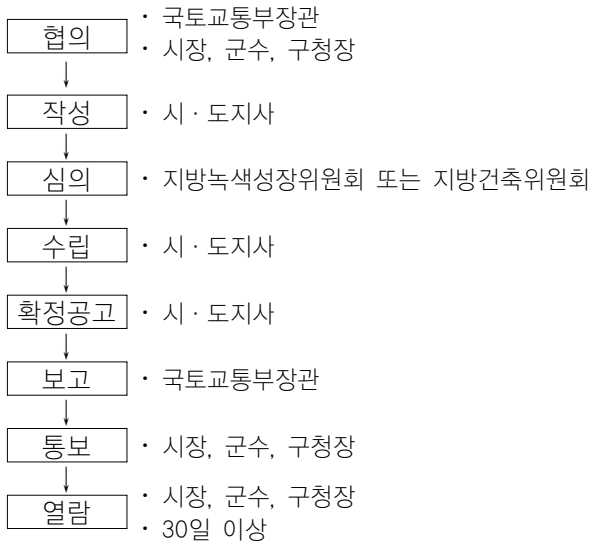 협의
· 국토교통부장관
· 시장, 군수, 구청장
작성
· 시 · 도지사
심의
· 지방녹색성장위원회 또는 지방건축위원회
수립
· 시 · 도지사
확정공고
· 시 · 도지사
보고
· 국토교통부장관
통보
· 시장, 군수, 구청장
열람
· 시장, 군수, 구청장
· 30일 이상